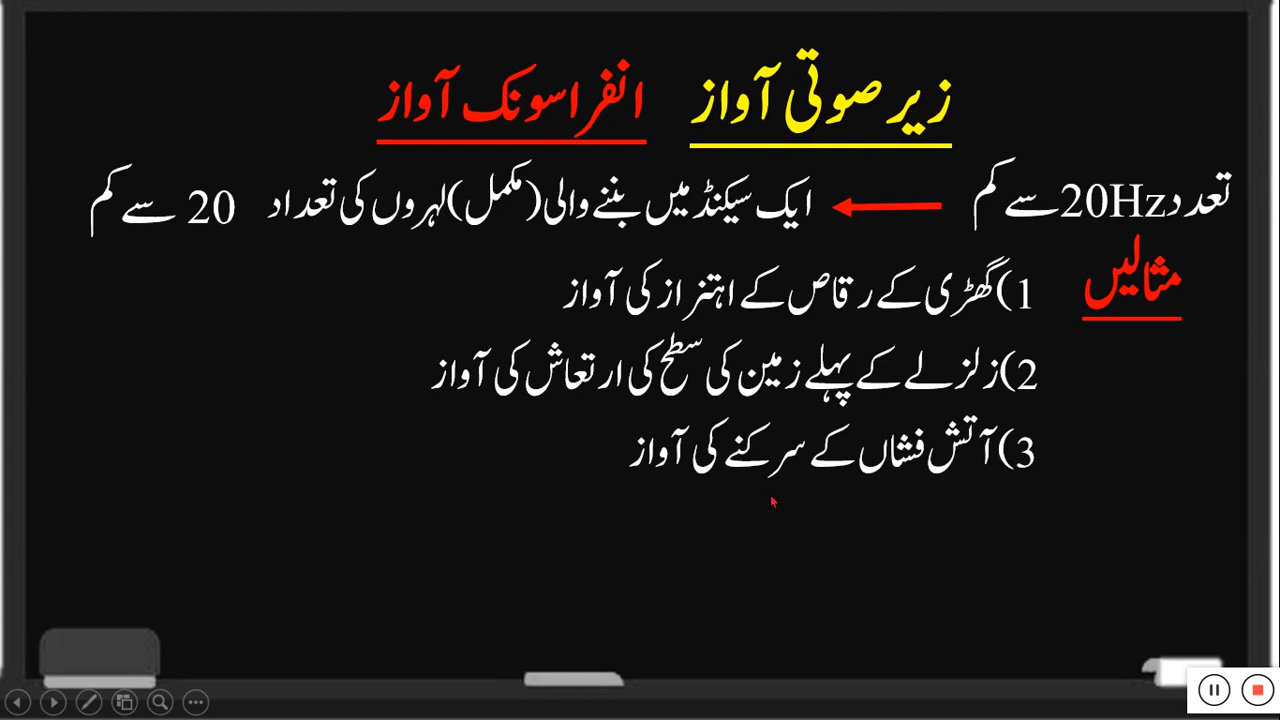 زیر صوتی آواز انفراسونک آواز
تعدد 20Hz سے کم ایک سیکنڈ میں بننے والی (مکمل) لہروں کی تعداد 20 سے کم
مثالیں
1) گھڑی کے رقاص کے اہتزاز کی آواز
2) زلزلے کے پہلے زمین کی سطح کی ارتعاش کی آواز
3) آتش فشاں کے سرکنے کی آواز